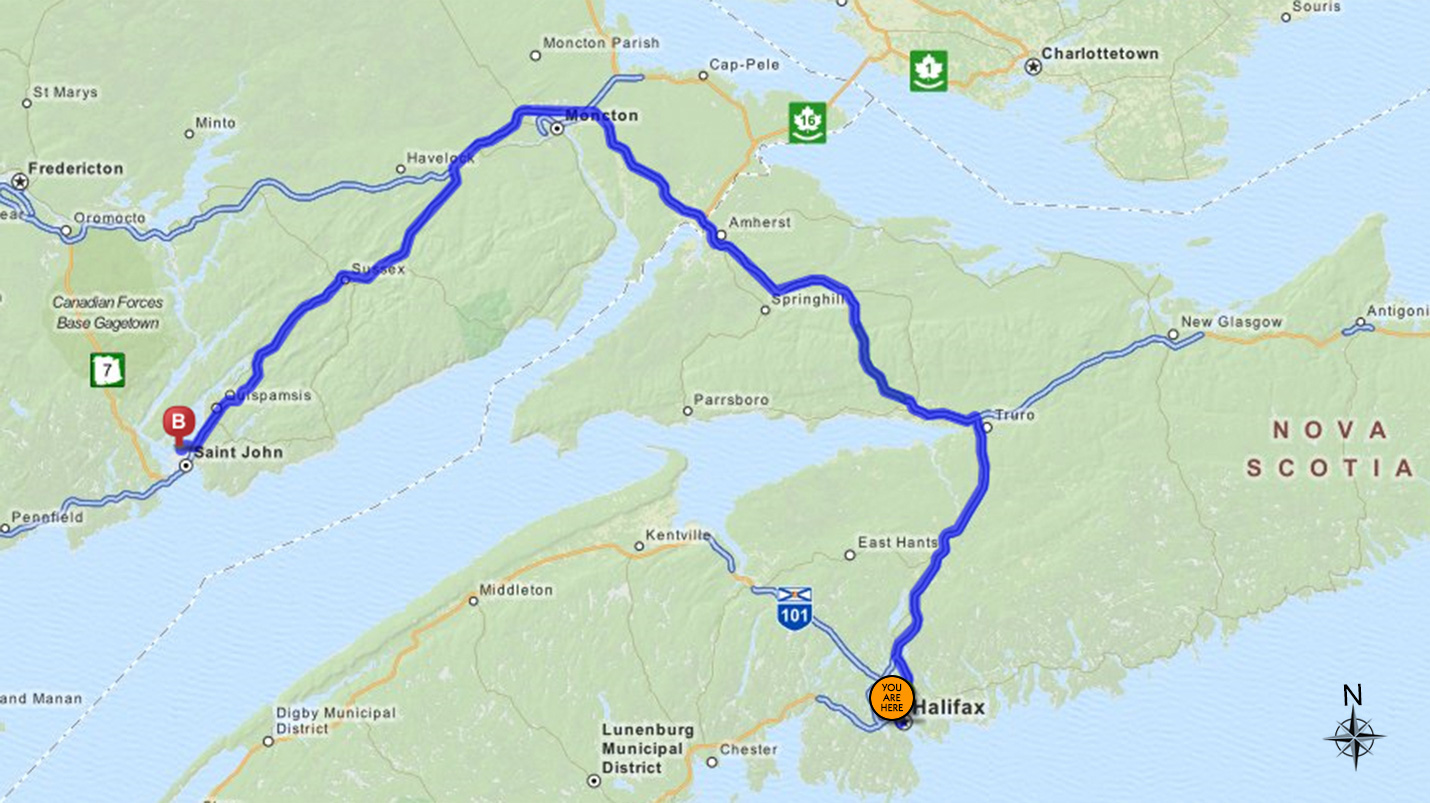 Souris
Moncton Parish
Charlottetown
Cap-Pele
1
St Marys
16
Minto
Moncton
Havelock
Fredericton
Oromocto
Amherst
Sussex
Canadian Forces
Base Gagetown
Springhill
Antigoni
New Glasgow
7
Quispamsis
Parrsboro
Truro
B
NOVA
SCOTIA
Saint John
Pennfield
Kentville
East Hants
Middleton
101
YOU
ARE
HERE
N
and Manan
Halifax
Digby Municipal
District
Lunenburg
Municipal
District
Chester